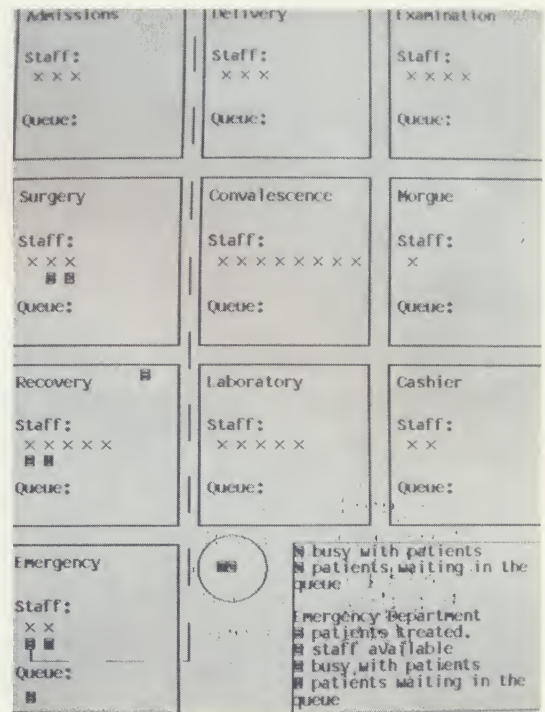 Admissions
Staff:
× × ×
Queue:
Delivery
Staff:
× × ×
Queue:
Examination
Staff:
× × × ×
Queue:
Surgery
Staff:
× × ×
Queue:
Convalescence
Staff:
× × × × × × × ×
Queue:
Morgue
Staff:
×
Queue:
Recovery
Staff:
× × × × ×
Queue:
Laboratory
Staff:
× × × × ×
Queue:
Cashier
Staff:
× ×
Queue:
Emergency
Staff:
× ×
Queue:
busy with patients
patients waiting in the
queue
Emergency Department
patients treated.
staff available
busy with patients
patients waiting in the
queue